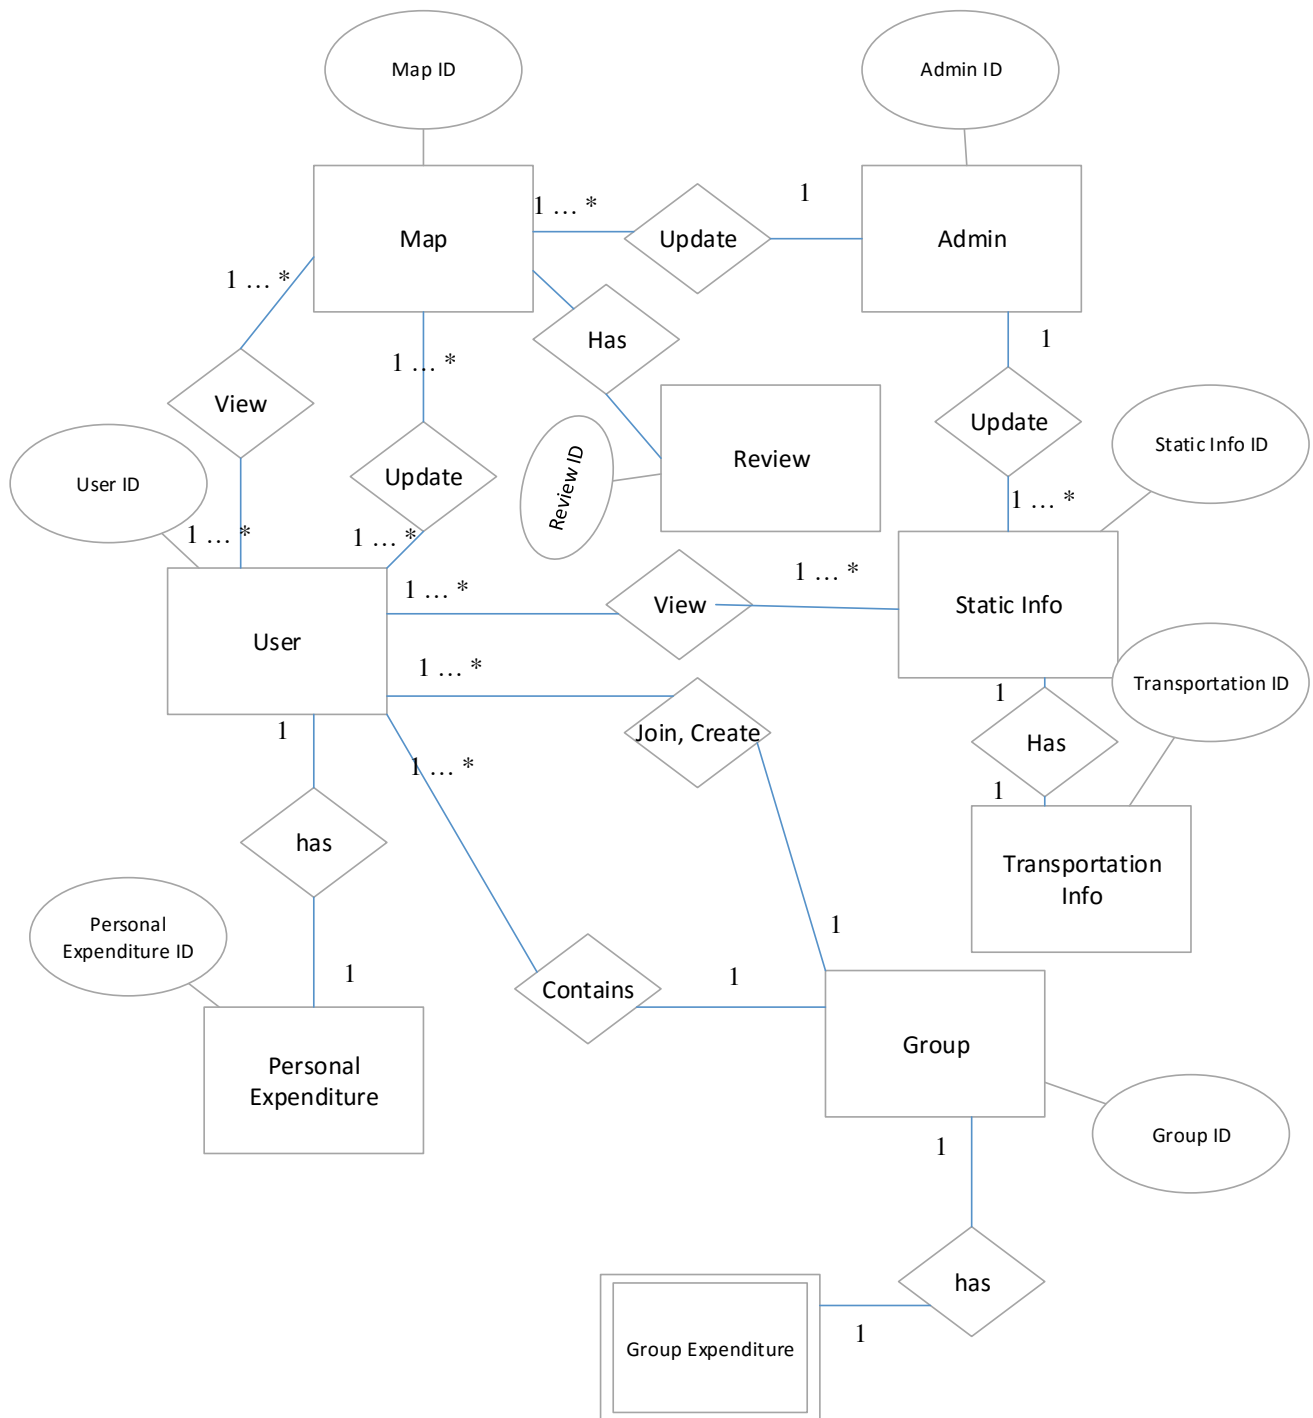 Map ID
Admin ID
1 … *
1
Map
Update
Admin
1 … *
Has
1
1 … *
View
Update
Update
Static Info ID
Review
User ID
Review ID
1 … *
1 … *
1 … *
1 … *
1 … *
View
Static Info
User
1 … *
Transportation ID
1
1
Join, Create
Has
1 … *
1
has
Transportation
Info
Personal
Expenditure ID
1
1
1
Contains
Group
Personal
Expenditure
Group ID
1
has
1
Group Expenditure